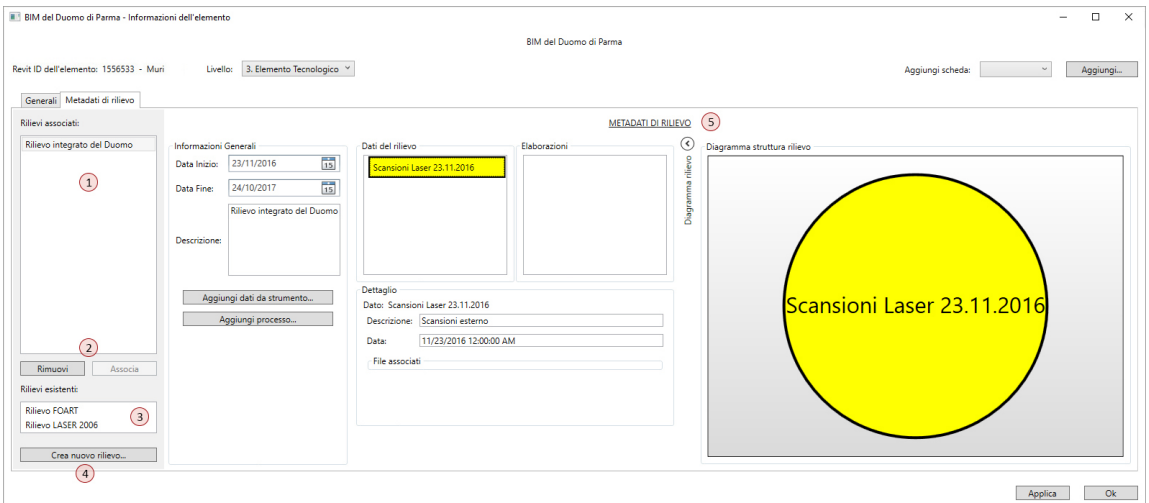 BIM del Duomo di Parma - Informazioni dell'elemento
BIM del Duomo di Parma
Revit ID dell'elemento: 1556533 - Muri
Livello: 3. Elemento Tecnologico
Aggiungi scheda:
Aggiungi...
Generali
Metadati di rilievo
METADATI DI RILIEVO
5
Rilievi associati:
Rilievo integrato del Duomo
1
2
Rimuovi
Associa
Rilievi esistenti:
Rilievo FOART
Rilievo LASER 2006
3
Crea nuovo rilievo...
4
Informazioni Generali
Data Inizio: 23/11/2016
15
Data Fine: 24/10/2017
15
Descrizione: Rilievo integrato del Duomo
Aggiungi dati da strumento...
Aggiungi processo...
Dati del rilievo
Scansioni Laser 23.11.2016
Elaborazioni
Dettaglio
Dato: Scansioni Laser 23.11.2016
Descrizione: Scansioni esterno
Data: 11/23/2016 12:00:00 AM
File associati
Diagramma rilievo
Diagramma struttura rilievo
Scansioni Laser 23.11.2016
Applica
Ok